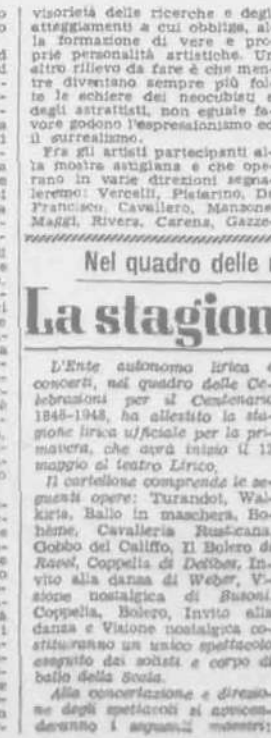 visorietà delle ricerche e degli
atteggiamenti a cui obbliga, al-
la formazione di vere e pro-
prie personalità artistiche. Un
altro rilievo da fare è che men-
tre diventano sempre più fol-
te le schiere dei neocubisti e
degli astrattisti, non eguale fa-
vore godono l'espressionismo ed
il surrealismo.
Fra gli artisti partecipanti al-
la mostra astigiana e che ope-
rano in varie direzioni segna-
leremo: Vercelli, Pistarino, De
Francisco, Cavallero, Manzone
Maggi, Rivera, Carena, Gazze-
Nel quadro delle
La stagion
L'Ente autonomo lirica e
concerti, nel quadro delle Ce-
lebrazioni per il Centenario
1848-1948, ha allestito la sta-
gione lirica ufficiale per la pri-
mavera, che avrà inizio il 12
maggio al teatro Lirico.
Il cartellone comprende le se-
guenti opere: Turandot, Wal-
kiria, Ballo in maschera, Bo-
hème, Cavalleria Rusticana,
Gobbo del Califfo, Il Bolero di
Ravel, Coppelia di Delibes, In-
vito alla danza di Weber, Vi-
sione nostalgica di Busoni.
Coppelia, Bolero, Invito alla
danza e Visione nostalgica co-
stituiranno un unico spettacolo
eseguito dai solisti e corpo di
ballo della Scala.
Alla concertazione e direzio-
ne degli spettacoli si avvicen-
deranno i seguenti maestri: